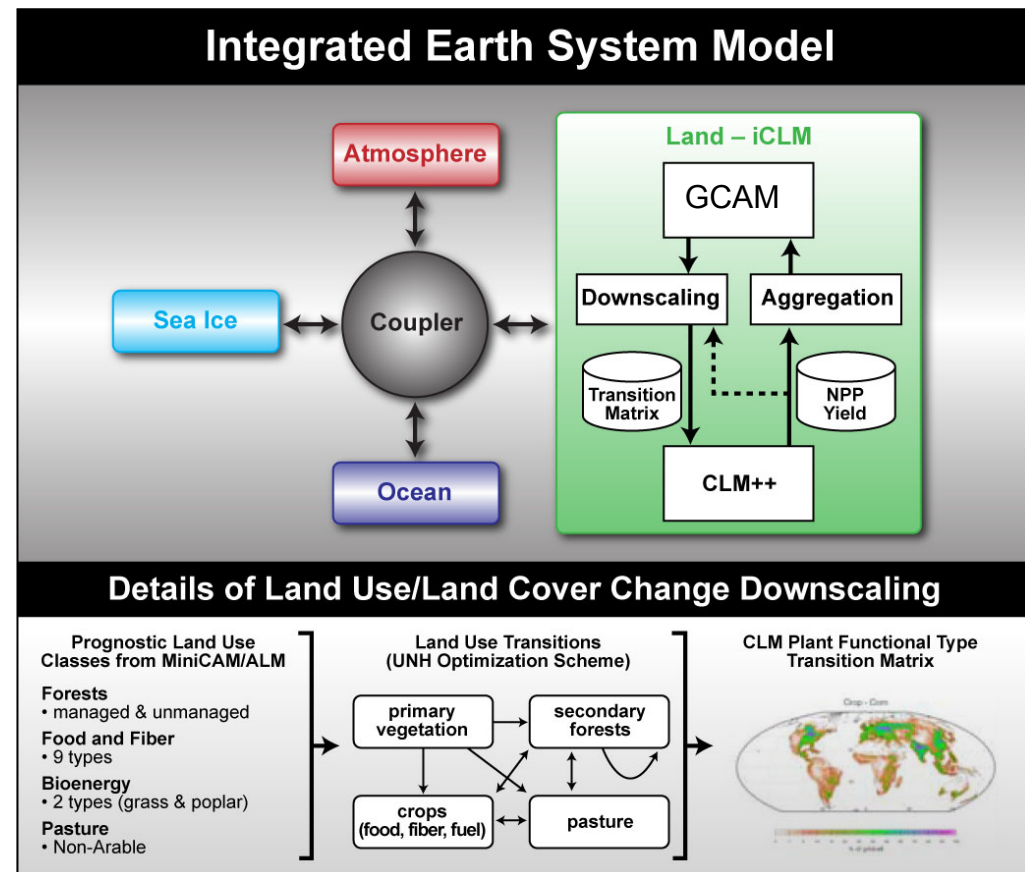 Integrated Earth System Model
Atmosphere
Sea Ice
Coupler
Ocean
Land – iCLM
GCAM
Downscaling
Aggregation
Transition
Matrix
NPP
Yield
CLM++
Details of Land Use/Land Cover Change Downscaling
Prognostic Land Use
Classes from MiniCAM/ALM
Forests
• managed & unmanaged
Food and Fiber
• 9 types
Bioenergy
• 2 types (grass & poplar)
Pasture
• Non-Arable
Land Use Transitions
(UNH Optimization Scheme)
primary
vegetation
secondary
forests
crops
(food, fiber, fuel)
pasture
CLM Plant Functional Type
Transition Matrix
Crop - Corn